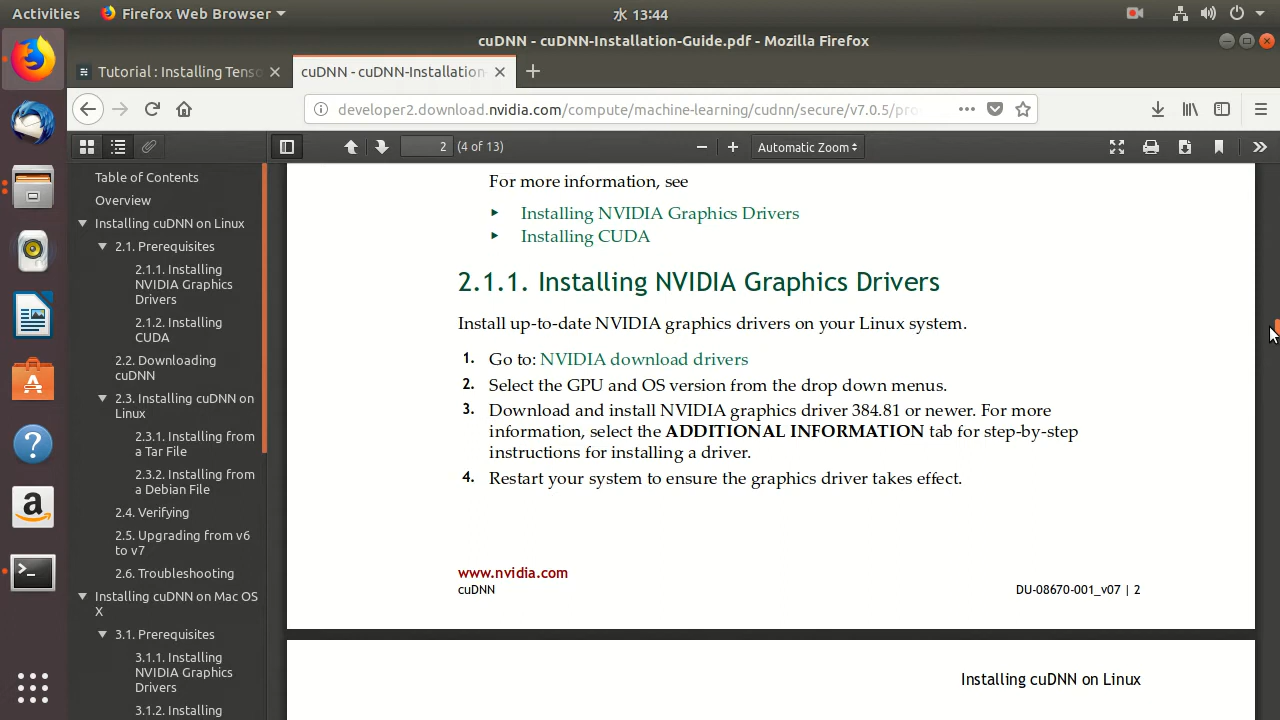 Activities
Firefox Web Browser
水 13:44
cuDNN - cuDNN-Installation-Guide.pdf - Mozilla Firefox
Tutorial : Installing Tenso
cuDNN - cuDNN-Installation-
developer2.download.nvidia.com/compute/machine-learning/cudnn/secure/v7.0.5/pro
2
(4 of 13)
Automatic Zoom
Table of Contents
Overview
Installing cuDNN on Linux
2.1. Prerequisites
2.1.1. Installing
NVIDIA Graphics
Drivers
2.1.2. Installing
CUDA
2.2. Downloading
cuDNN
2.3. Installing cuDNN on
Linux
2.3.1. Installing from
a Tar File
2.3.2. Installing from
a Debian File
2.4. Verifying
2.5. Upgrading from v6
to v7
2.6. Troubleshooting
Installing cuDNN on Mac OS
X
3.1. Prerequisites
3.1.1. Installing
NVIDIA Graphics
Drivers
3.1.2. Installing
For more information, see
Installing NVIDIA Graphics Drivers
Installing CUDA
2.1.1. Installing NVIDIA Graphics Drivers
Install up-to-date NVIDIA graphics drivers on your Linux system.
1. Go to: NVIDIA download drivers
2. Select the GPU and OS version from the drop down menus.
3. Download and install NVIDIA graphics driver 384.81 or newer. For more
information, select the ADDITIONAL INFORMATION tab for step-by-step
instructions for installing a driver.
4. Restart your system to ensure the graphics driver takes effect.
www.nvidia.com
cuDNN
DU-08670-001_v07 | 2
Installing cuDNN on Linux